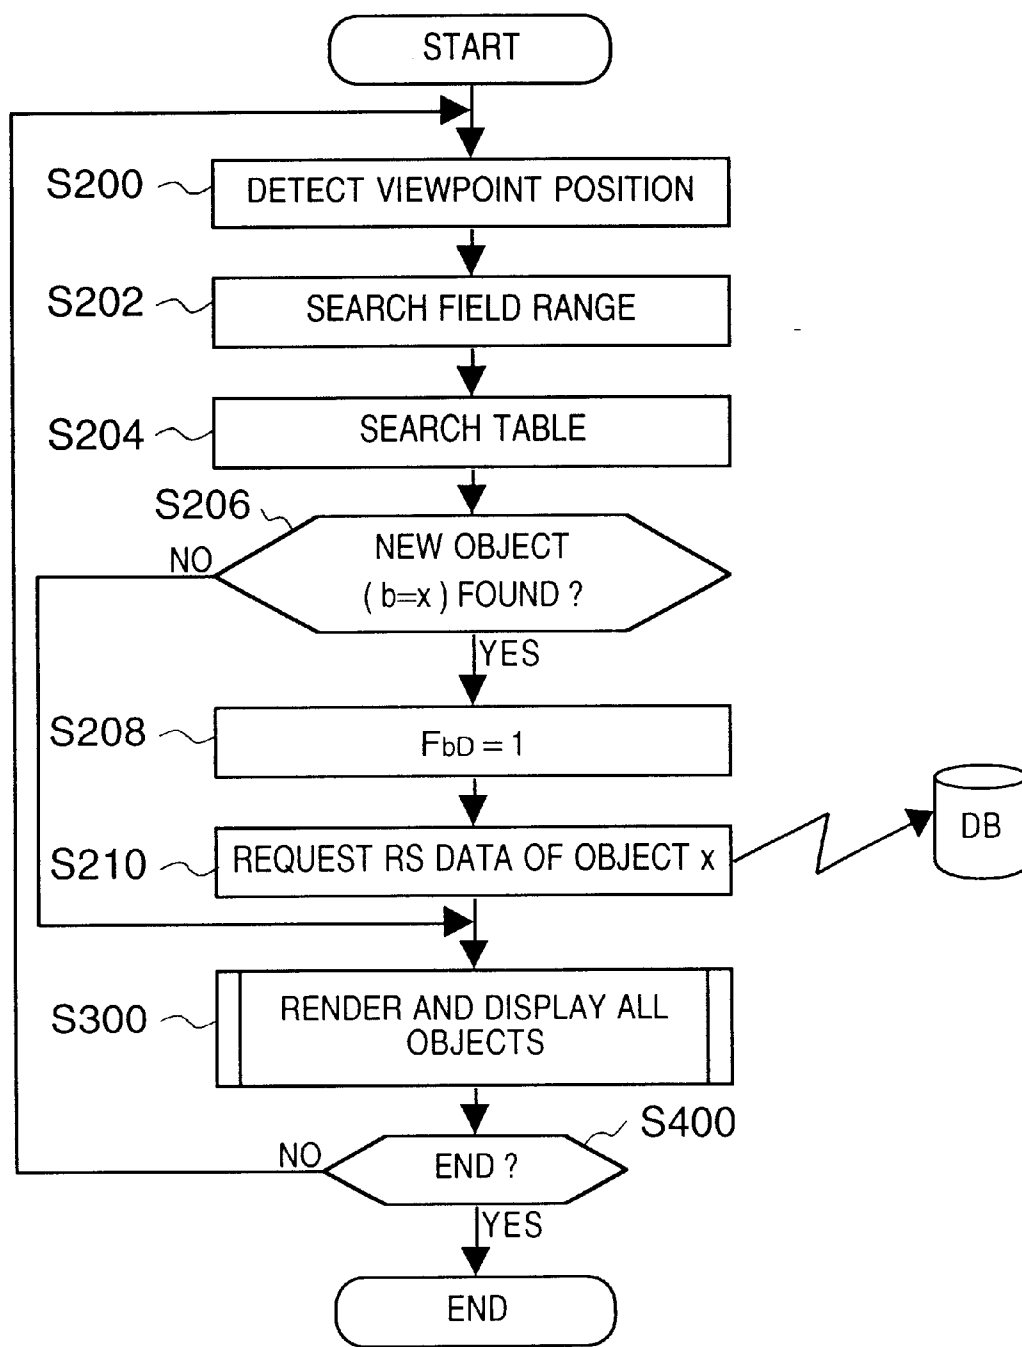 START
S200
DETECT VIEWPOINT POSITION
S202
SEARCH FIELD RANGE
S204
SEARCH TABLE
S206
NO
NEW OBJECT
( b=x ) FOUND ?
YES
S208
FbD = 1
S210
REQUEST RS DATA OF OBJECT x
DB
S300
RENDER AND DISPLAY ALL
OBJECTS
S400
NO
END ?
YES
END